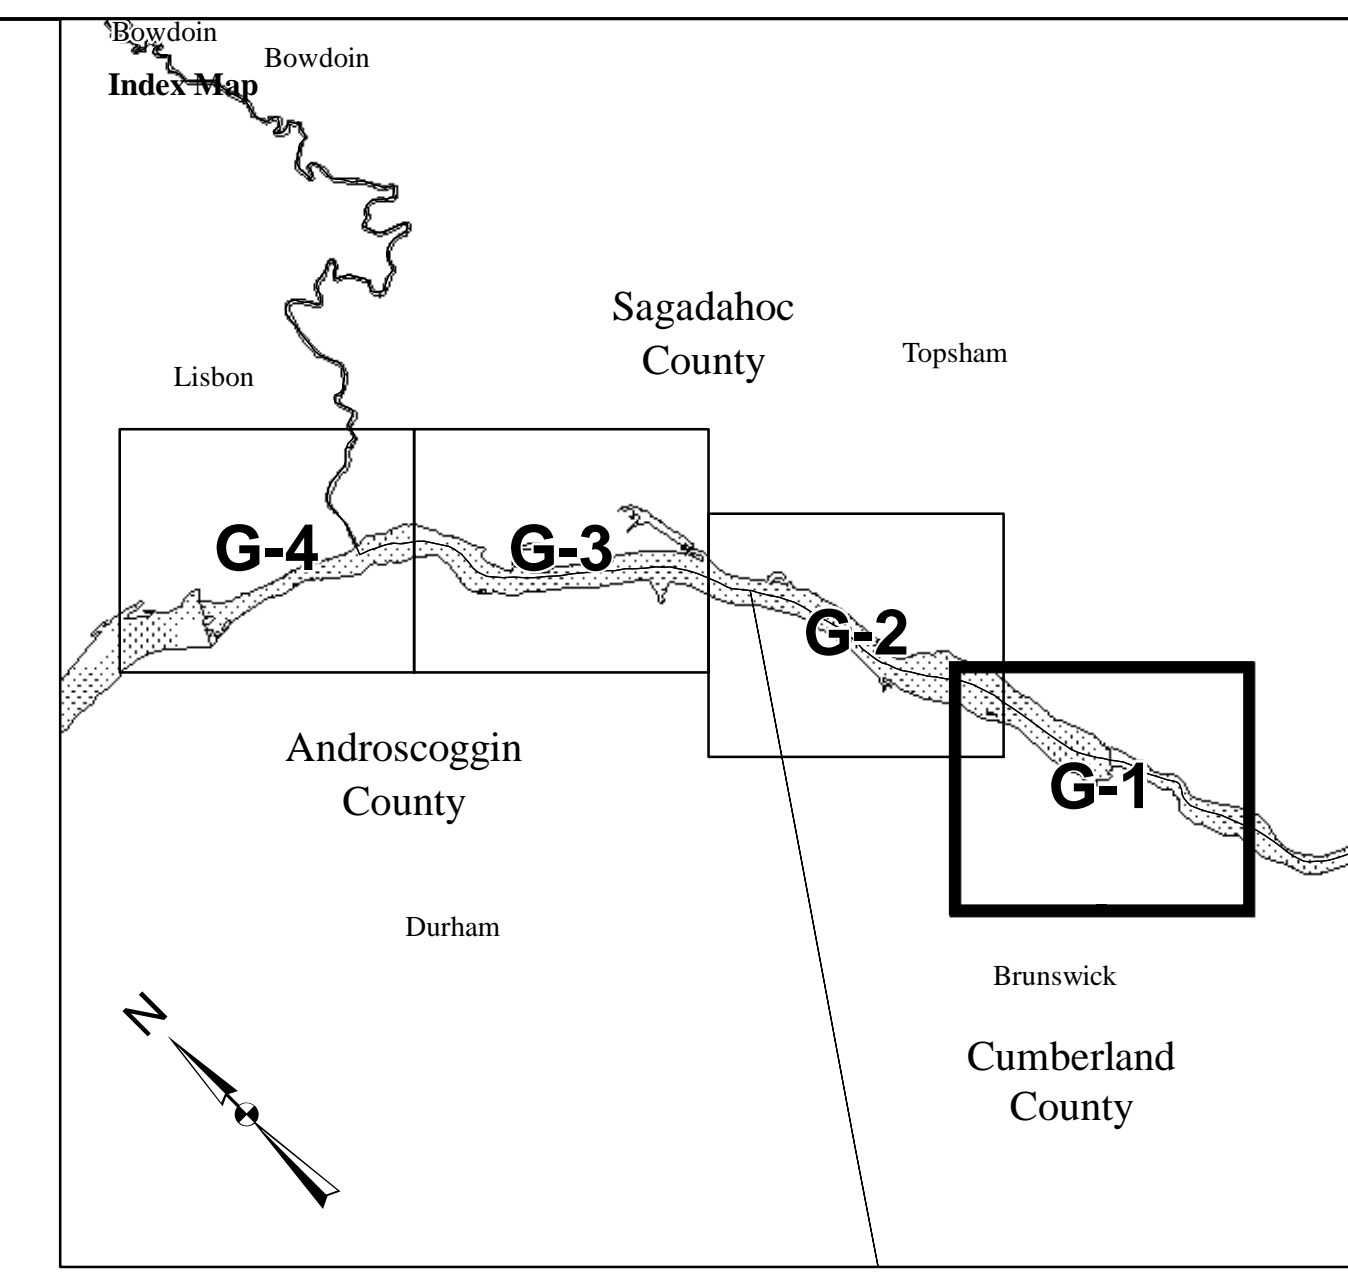 Bowdoin
Bowdoin
Index Map
Sagadahoc
County
Topsham
Lisbon
G-4
G-3
G-2
G-1
Androscoggin
County
Durham
Brunswick
N
Cumberland
County